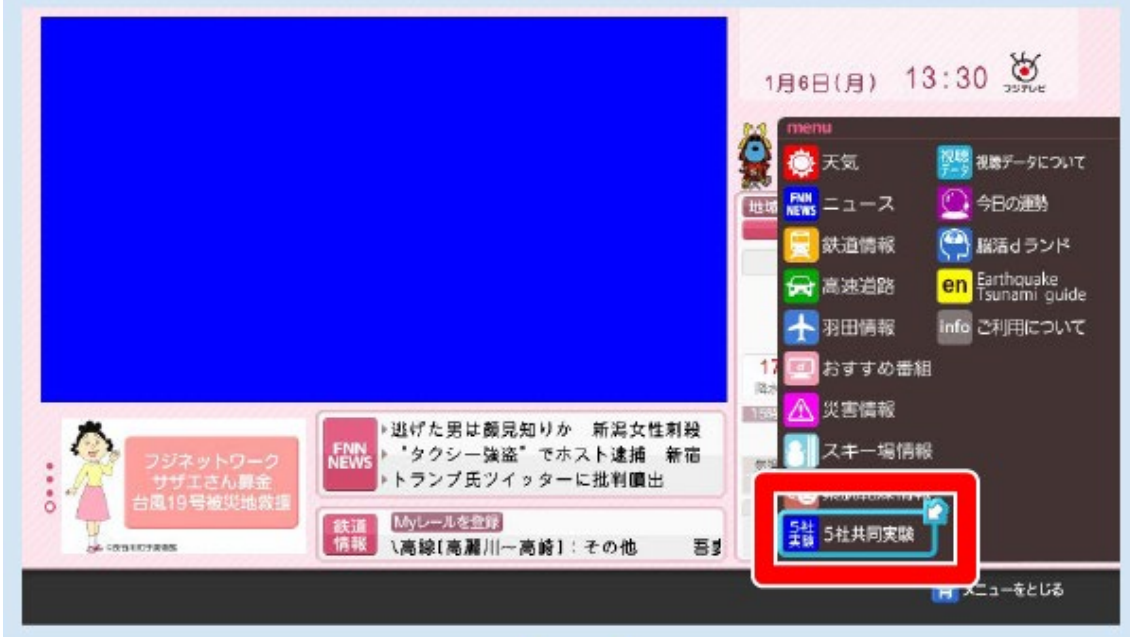 1月6日(月) 13:30
フジテレビ
menu
天気
視聴データ
視聴データについて
FNN NEWS
ニュース
今日の運勢
鉄道情報
脳活dランド
高速道路
en
Earthquake
Tsunami guide
羽田情報
info
ご利用について
おすすめ番組
災害情報
スキー場情報
5社実験
5社共同実験
地域
17
降水
フジネットワーク
サザエさん募金
台風19号被災地救援
FNN
NEWS
逃げた男は顔見知りか 新潟女性刺殺
“タクシー強盗”でホスト逮捕 新宿
トランプ氏ツイッターに批判噴出
鉄道
情報
Myレールを登録
高線[高麗川〜高崎]:その他
メニューをとじる